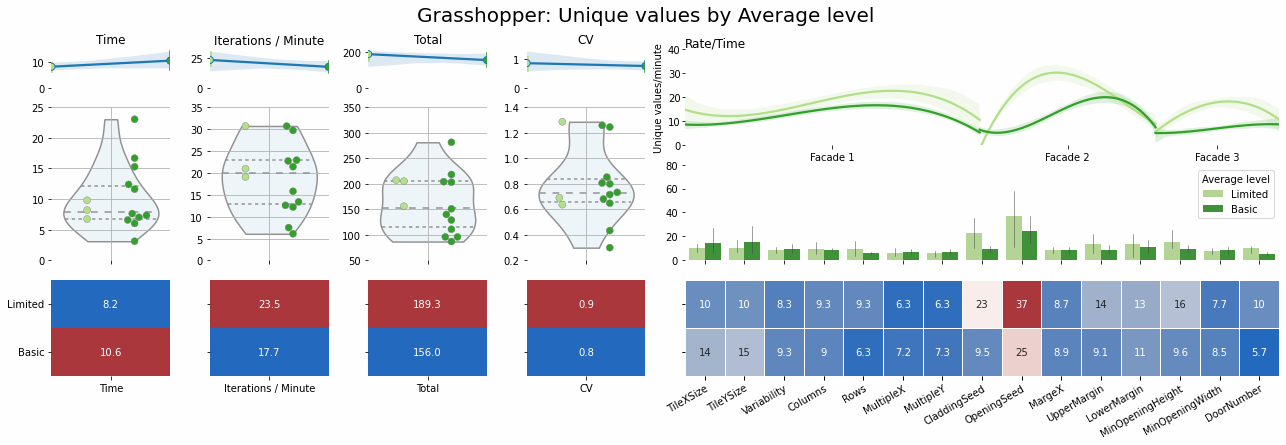 Grasshopper: Unique values by Average level
Time
Iterations / Minute
Total
CV
Rate/Time
10
0
25
0
200
0
1
0
Unique values/minute
40
30
20
10
0
Facade 1
Facade 2
Facade 3
25
20
15
10
5
0
35
30
25
20
15
10
5
0
350
300
250
200
150
100
50
1.4
1.2
1.0
0.8
0.6
0.4
0.2
80
60
40
20
0
Average level
Limited
Basic
Limited
8.2
23.5
189.3
0.9
10 10 8.3 9.3 9.3 6.3 6.3 23 37 8.7 14 13 16 7.7 10
Basic
10.6
17.7
156.0
0.8
14 15 9.3 9 6.3 7.2 7.3 9.5 25 8.9 9.1 11 9.6 8.5 5.7
Time
Iterations / Minute
Total
CV
TileXSize
TileYSize
Variability
Columns
Rows
MultipleX
MultipleY
CladdingSeed
OpeningSeed
MargeX
UpperMargin
LowerMargin
MinOpeningHeight
MinOpeningWidth
DoorNumber